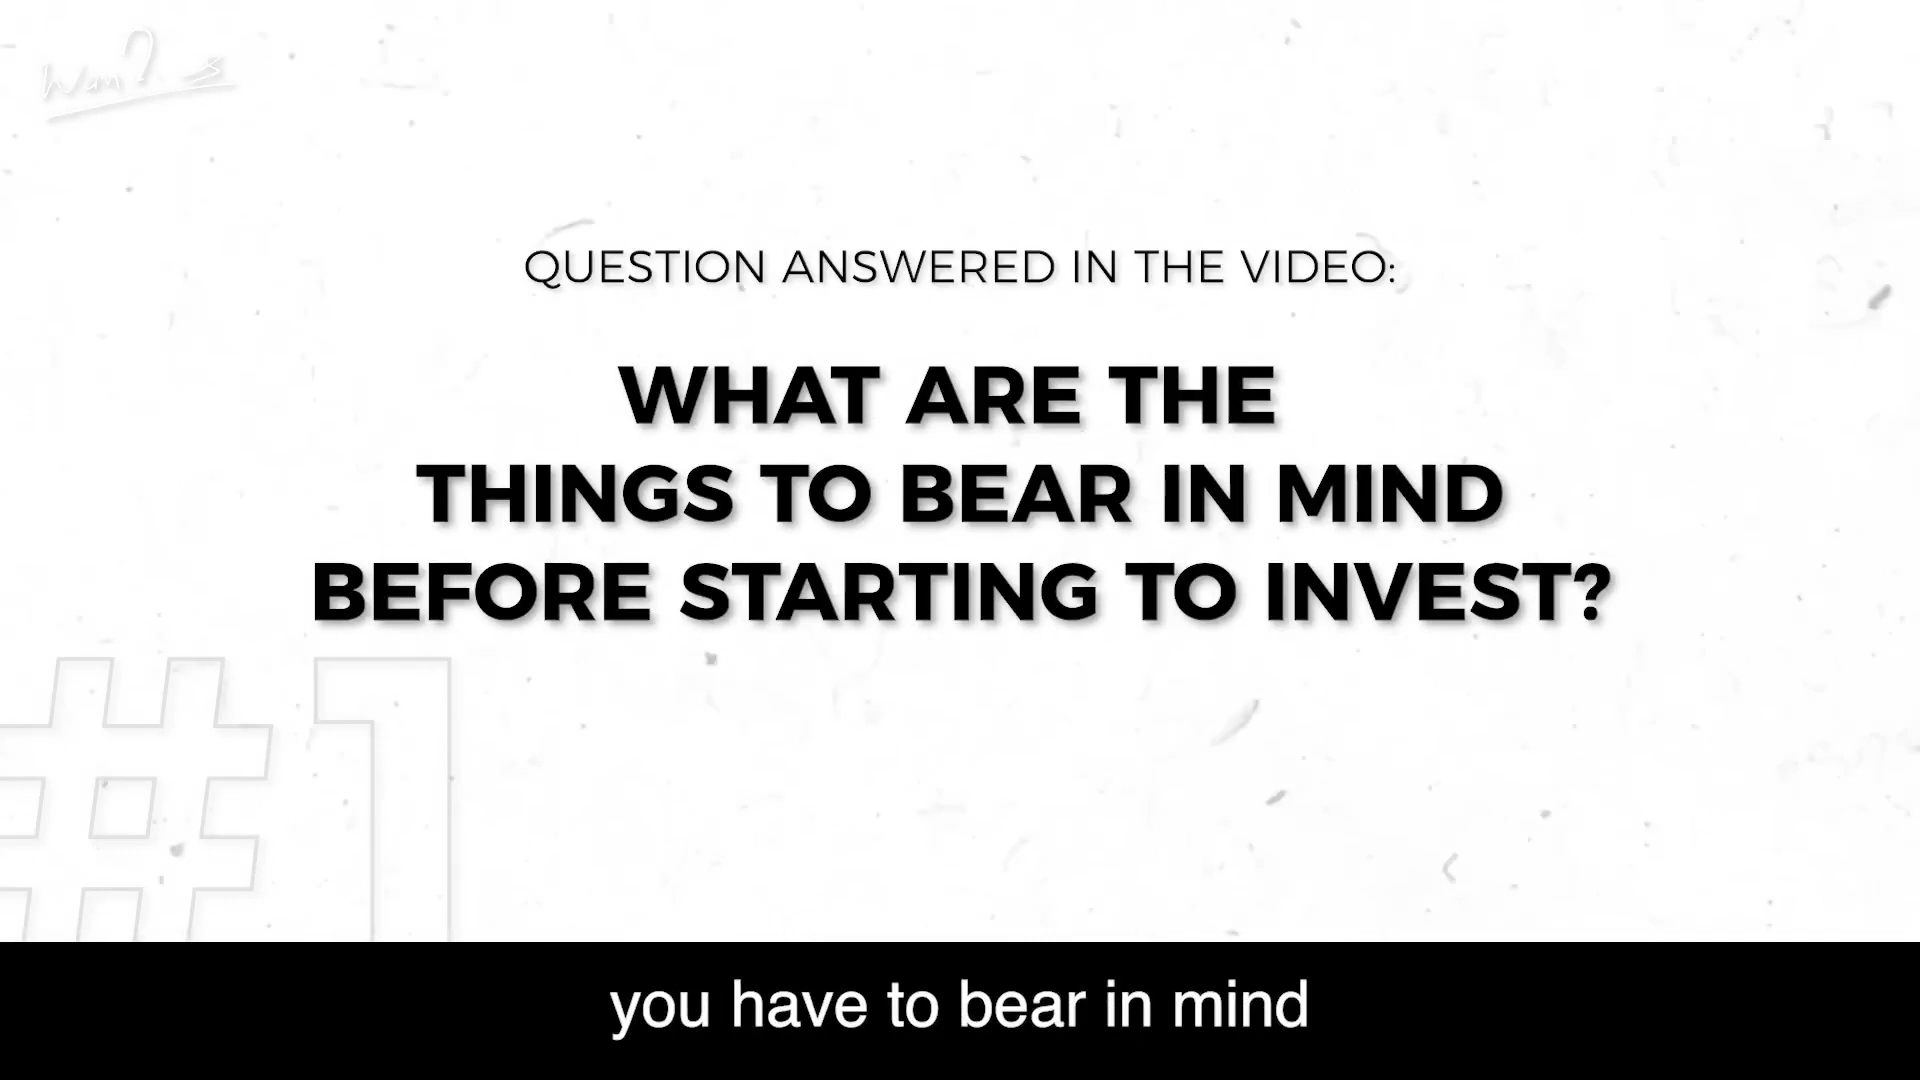 QUESTION ANSWERED IN THE VIDEO:
WHAT ARE THE
THINGS TO BEAR IN MIND
BEFORE STARTING TO INVEST?
#1
you have to bear in mind